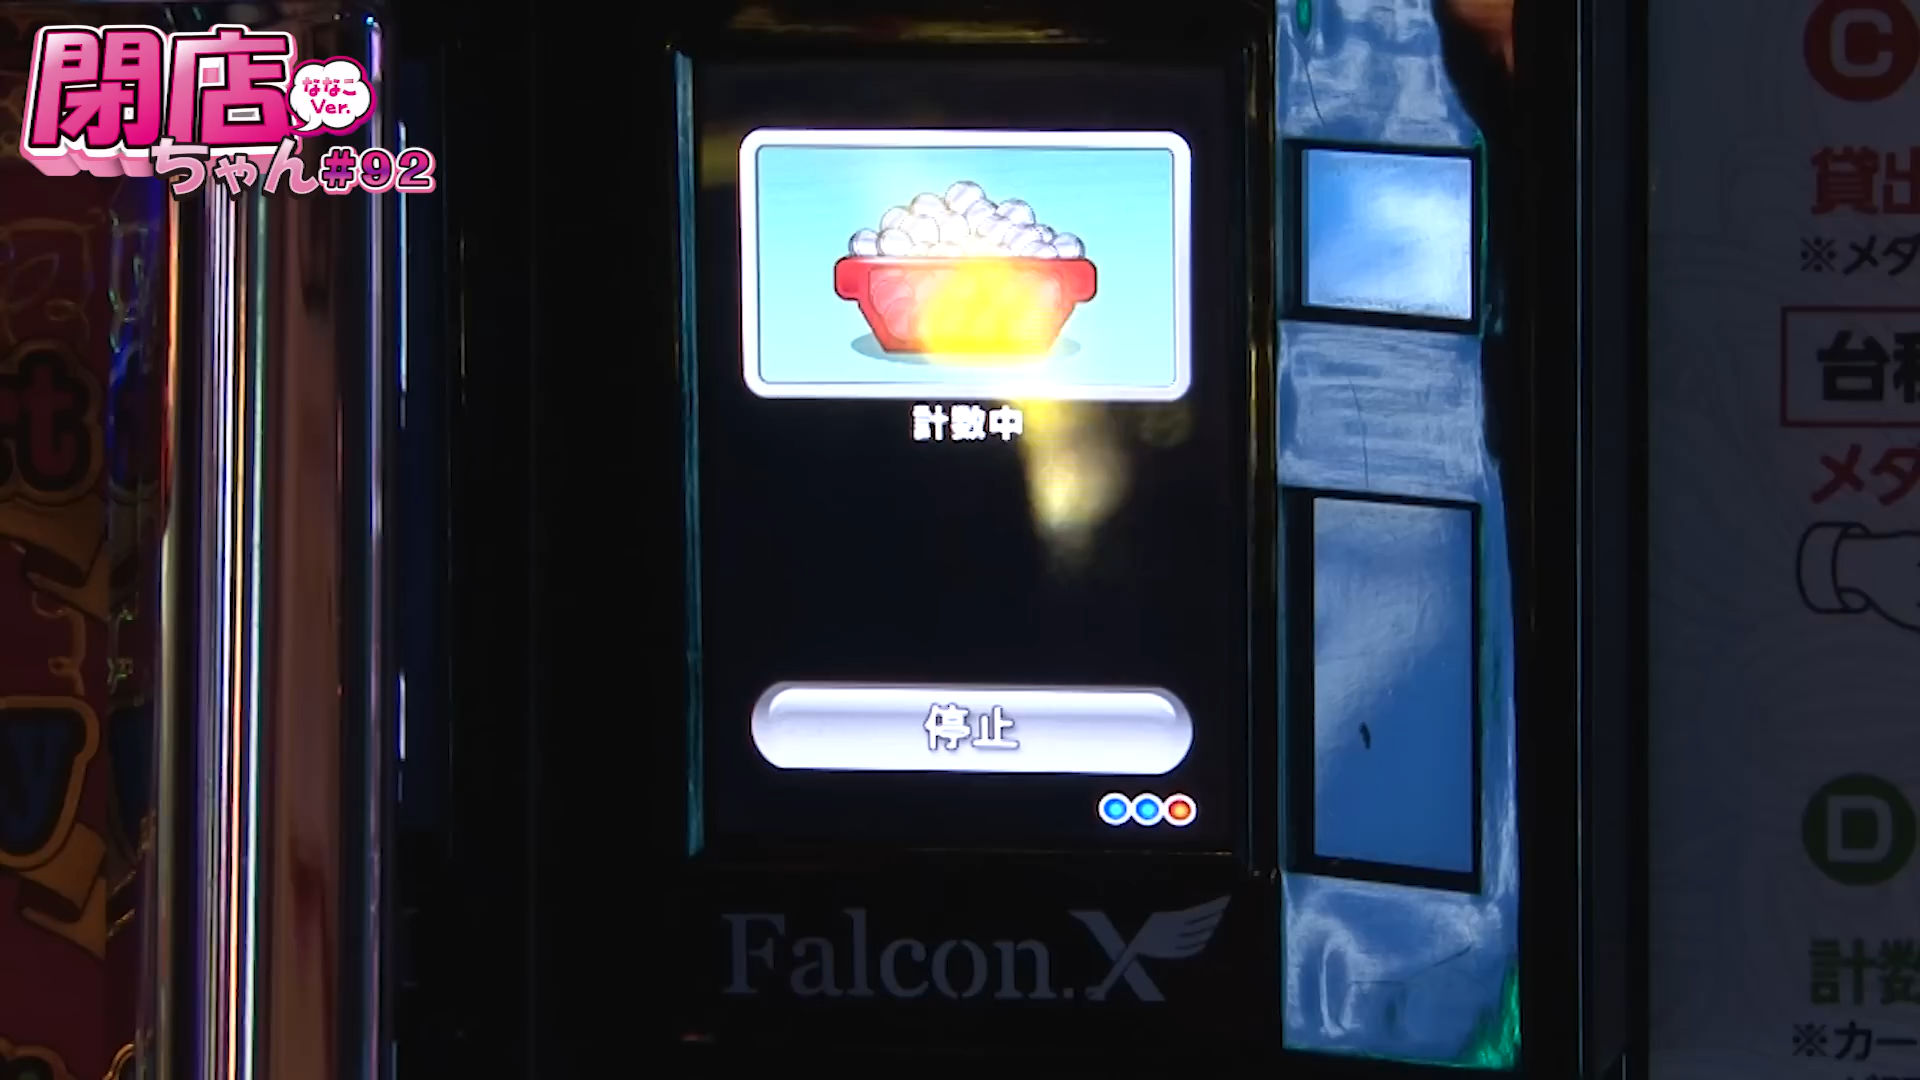 閉店
ななこ
Ver.
ちゃん#92
計数中
停止
Falcon.X
C
貸出
※メダ
台移
メダ
D
計数
※カー